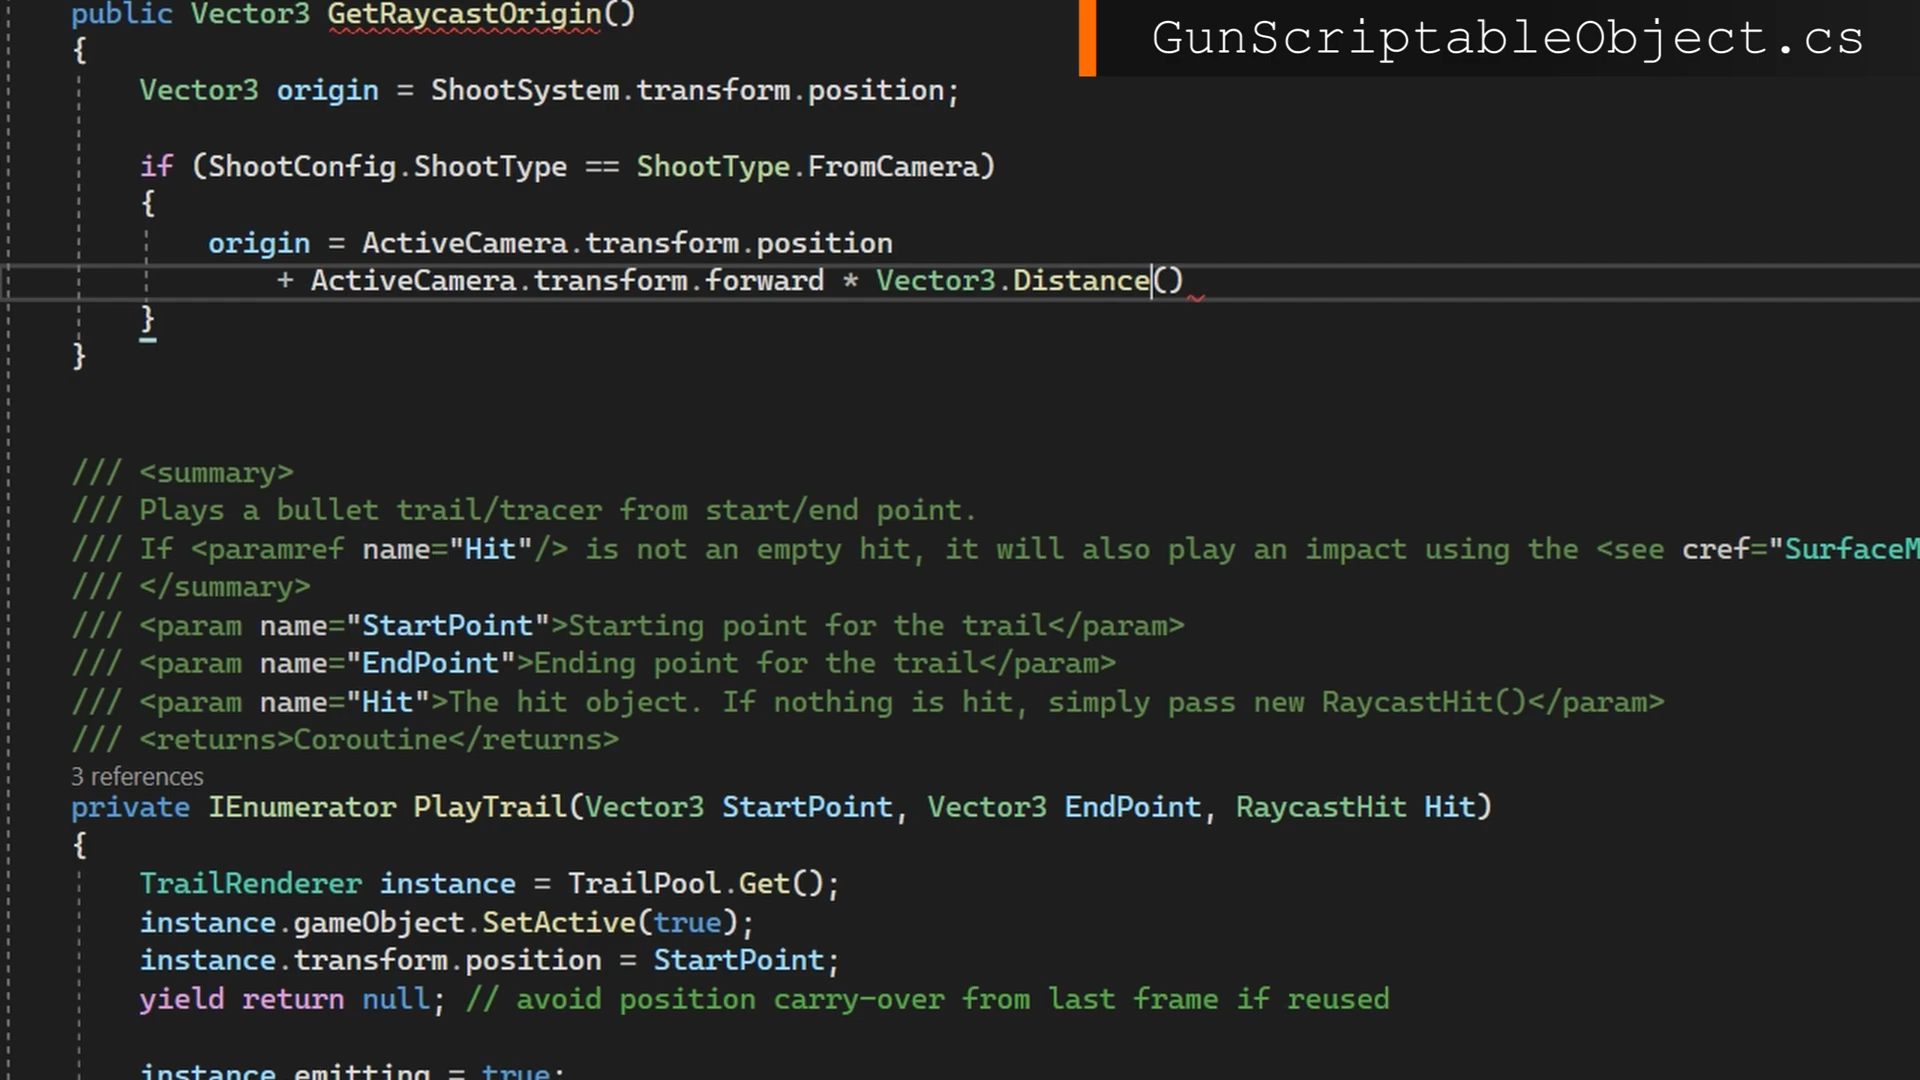 public Vector3 GetRaycastOrigin()
GunScriptableObject.cs
{
Vector3 origin = ShootSystem.transform.position;
if (ShootConfig.ShootType == ShootType.FromCamera)
{
origin = ActiveCamera.transform.position
+ ActiveCamera.transform.forward * Vector3.Distance()
}
}
/// <summary>
/// Plays a bullet trail/tracer from start/end point.
/// If <paramref name="Hit"/> is not an empty hit, it will also play an impact using the <see cref="SurfaceM
/// </summary>
/// <param name="StartPoint">Starting point for the trail</param>
/// <param name="EndPoint">Ending point for the trail</param>
/// <param name="Hit">The hit object. If nothing is hit, simply pass new RaycastHit()</param>
/// <returns>Coroutine</returns>
3 references
private IEnumerator PlayTrail(Vector3 StartPoint, Vector3 EndPoint, RaycastHit Hit)
{
TrailRenderer instance = TrailPool.Get();
instance.gameObject.SetActive(true);
instance.transform.position = StartPoint;
yield return null; // avoid position carry-over from last frame if reused
instance.emitting = true;